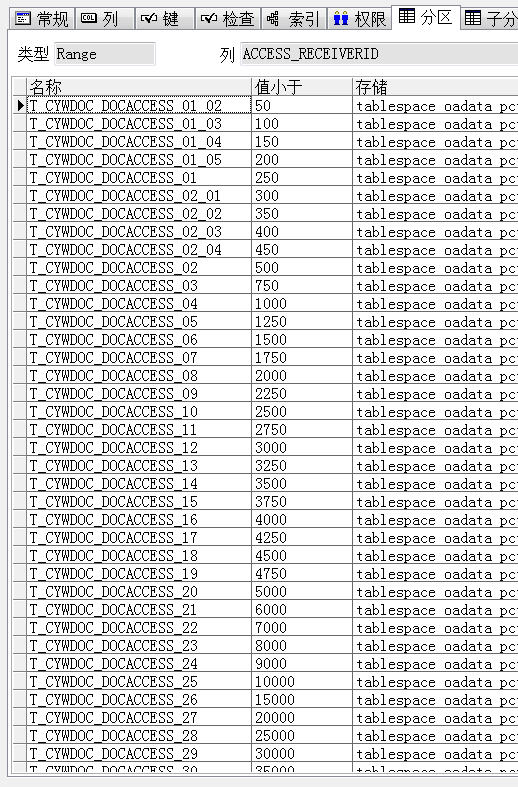 常规 COL 列 键 检查 索引 权限 分区 子分
类型 Range 列 ACCESS_RECEIVERID
名称 值小于 存储
T_CYWDOC_DOCACCESS_01_02 50 tablespace oadata pc
T_CYWDOC_DOCACCESS_01_03 100 tablespace oadata pc
T_CYWDOC_DOCACCESS_01_04 150 tablespace oadata pc
T_CYWDOC_DOCACCESS_01_05 200 tablespace oadata pc
T_CYWDOC_DOCACCESS_01 250 tablespace oadata pc
T_CYWDOC_DOCACCESS_02_01 300 tablespace oadata pc
T_CYWDOC_DOCACCESS_02_02 350 tablespace oadata pc
T_CYWDOC_DOCACCESS_02_03 400 tablespace oadata pc
T_CYWDOC_DOCACCESS_02_04 450 tablespace oadata pc
T_CYWDOC_DOCACCESS_02 500 tablespace oadata pc
T_CYWDOC_DOCACCESS_03 750 tablespace oadata pc
T_CYWDOC_DOCACCESS_04 1000 tablespace oadata pc
T_CYWDOC_DOCACCESS_05 1250 tablespace oadata pc
T_CYWDOC_DOCACCESS_06 1500 tablespace oadata pc
T_CYWDOC_DOCACCESS_07 1750 tablespace oadata pc
T_CYWDOC_DOCACCESS_08 2000 tablespace oadata pc
T_CYWDOC_DOCACCESS_09 2250 tablespace oadata pc
T_CYWDOC_DOCACCESS_10 2500 tablespace oadata pc
T_CYWDOC_DOCACCESS_11 2750 tablespace oadata pc
T_CYWDOC_DOCACCESS_12 3000 tablespace oadata pc
T_CYWDOC_DOCACCESS_13 3250 tablespace oadata pc
T_CYWDOC_DOCACCESS_14 3500 tablespace oadata pc
T_CYWDOC_DOCACCESS_15 3750 tablespace oadata pc
T_CYWDOC_DOCACCESS_16 4000 tablespace oadata pc
T_CYWDOC_DOCACCESS_17 4250 tablespace oadata pc
T_CYWDOC_DOCACCESS_18 4500 tablespace oadata pc
T_CYWDOC_DOCACCESS_19 4750 tablespace oadata pc
T_CYWDOC_DOCACCESS_20 5000 tablespace oadata pc
T_CYWDOC_DOCACCESS_21 6000 tablespace oadata pc
T_CYWDOC_DOCACCESS_22 7000 tablespace oadata pc
T_CYWDOC_DOCACCESS_23 8000 tablespace oadata pc
T_CYWDOC_DOCACCESS_24 9000 tablespace oadata pc
T_CYWDOC_DOCACCESS_25 10000 tablespace oadata pc
T_CYWDOC_DOCACCESS_26 15000 tablespace oadata pc
T_CYWDOC_DOCACCESS_27 20000 tablespace oadata pc
T_CYWDOC_DOCACCESS_28 25000 tablespace oadata pc
T_CYWDOC_DOCACCESS_29 30000 tablespace oadata pc
T_CYWDOC_DOCACCESS_30 35000 tablespace oadata pc